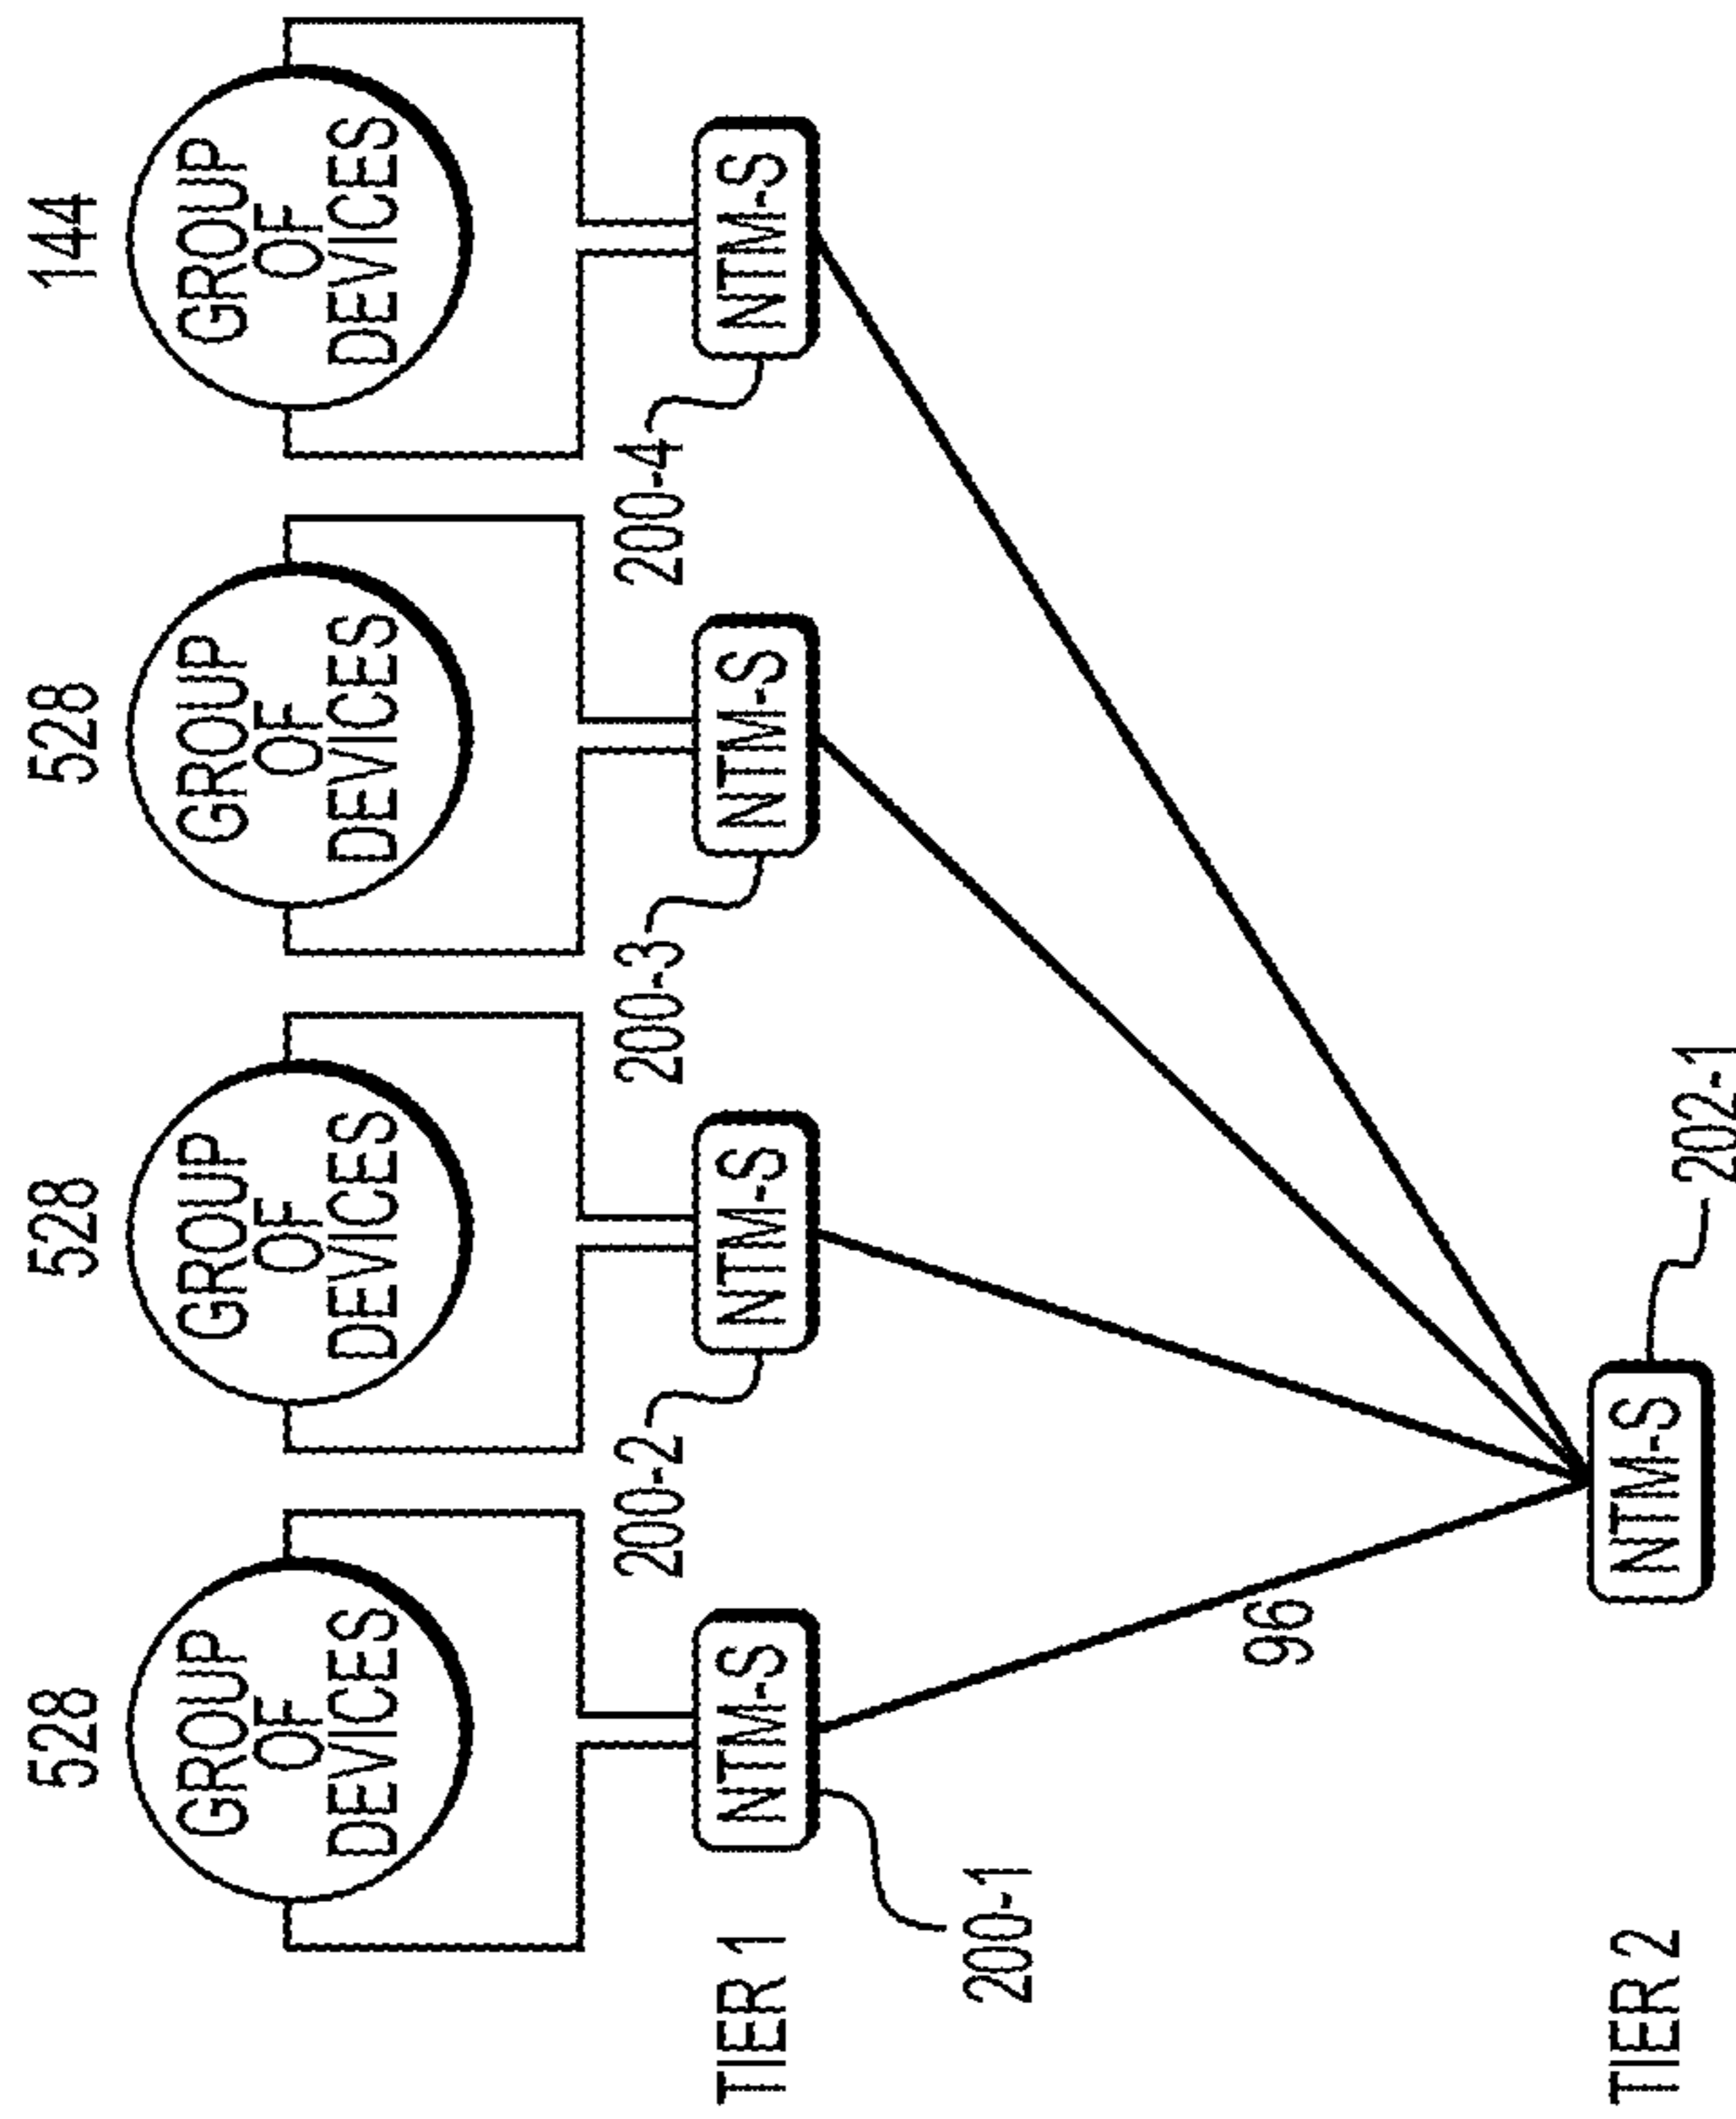 528
528
528
144
GROUP
OF
DEVICES
GROUP
OF
DEVICES
GROUP
OF
DEVICES
GROUP
OF
DEVICES
200-2
200-3
200-4
TIER 1
NTM-S
NTM-S
NTM-S
NTM-S
200-1
96
TIER 2
NTM-S
202-1